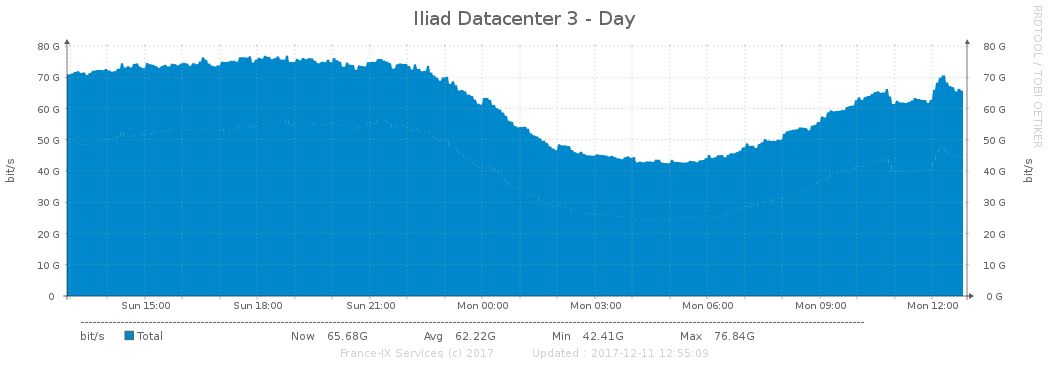 Iliad Datacenter 3 - Day
RRDTOOL / TOBI OETIKER
bit/s
80 G 80 G
70 G 70 G
60 G 60 G
50 G 50 G
40 G 40 G
30 G 30 G
20 G 20 G
10 G 10 G
0 0 G
bit/s
Sun 15:00 Sun 18:00 Sun 21:00 Mon 00:00 Mon 03:00 Mon 06:00 Mon 09:00 Mon 12:00
bit/s Total Now 65.68G Avg 62.22G Min 42.41G Max 76.84G
France-IX Services (c) 2017 Updated : 2017-12-11 12:55:09